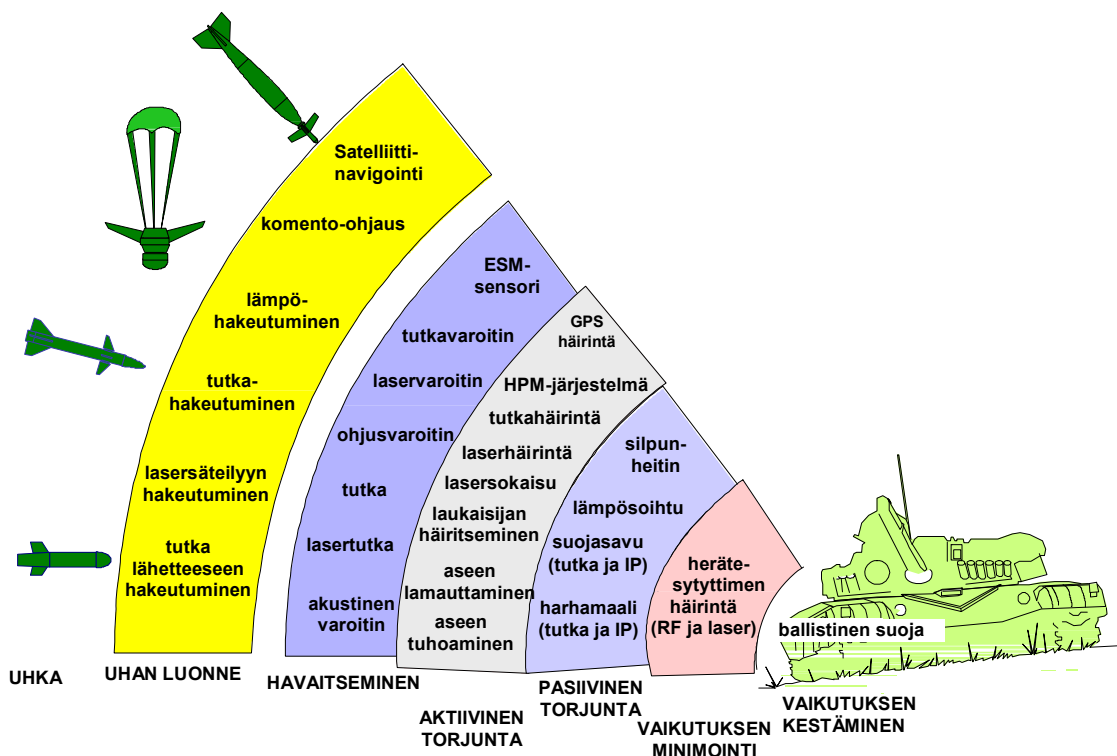 Satelliitti-
navigointi
komento-ohjaus
lämpö-
hakeutuminen
tutka-
hakeutuminen
lasersäteilyyn
hakeutuminen
tutka
lähetteeseen
hakeutuminen
ESM-
sensori
tutkavaroitin
laservaroitin
ohjusvaroitin
tutka
lasertutka
akustinen
varoitin
GPS
häirintä
HPM-järjestelmä
tutkahäirintä
laserhäirintä
lasersokaisu
laukaisijan
häiritseminen
aseen
lamauttaminen
aseen
tuhoaminen
silpun-
heitin
lämpösoihtu
suojasavu
(tutka ja IP)
harhamaali
(tutka ja IP)
heräte-
sytyttimen
häirintä
(RF ja laser)
ballistinen suoja
UHKA
UHAN LUONNE
HAVAITSEMINEN
AKTIIVINEN
TORJUNTA
PASIIVINEN
TORJUNTA
VAIKUTUKSEN
MINIMOINTI
VAIKUTUKSEN
KESTÄMINEN